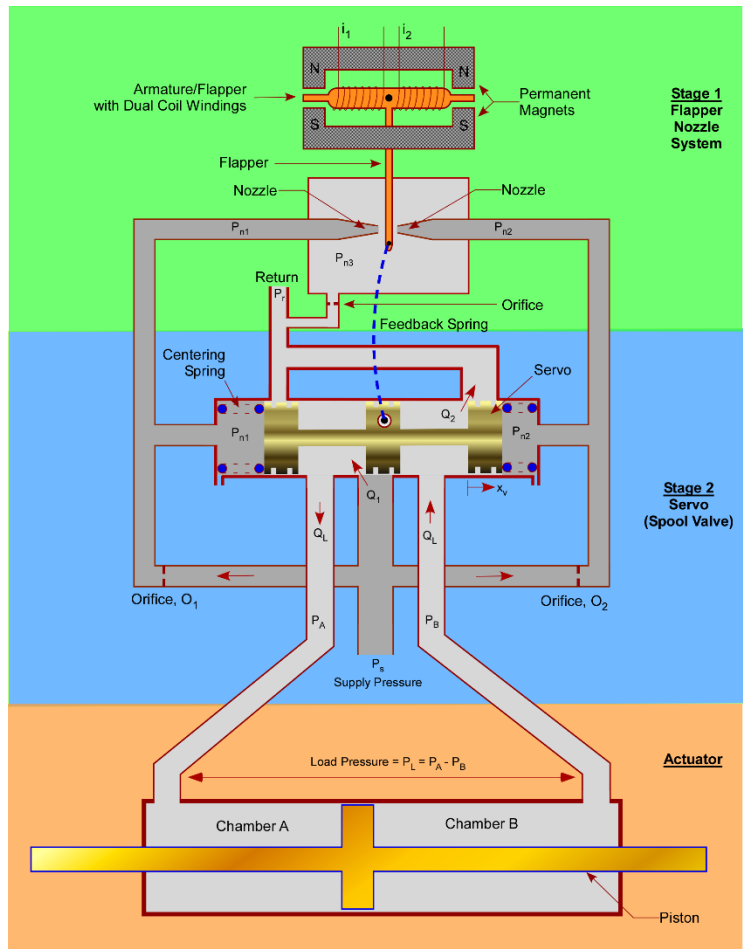 i1 i2
N N
Armature/Flapper
with Dual Coil Windings
Permanent
Magnets
S S
Stage 1
Flapper
Nozzle
System
Flapper
Nozzle Nozzle
Pn1 Pn2
Pn3
Return
Pr
Orifice
Feedback Spring
Centering
Spring
Servo
Q2
Pn1 Pn2
Q1
xv
Stage 2
Servo
(Spool Valve)
QL QL
Orifice, O1 Orifice, O2
PA PB
Ps
Supply Pressure
Actuator
Load Pressure = PL = PA - PB
Chamber A Chamber B
Piston